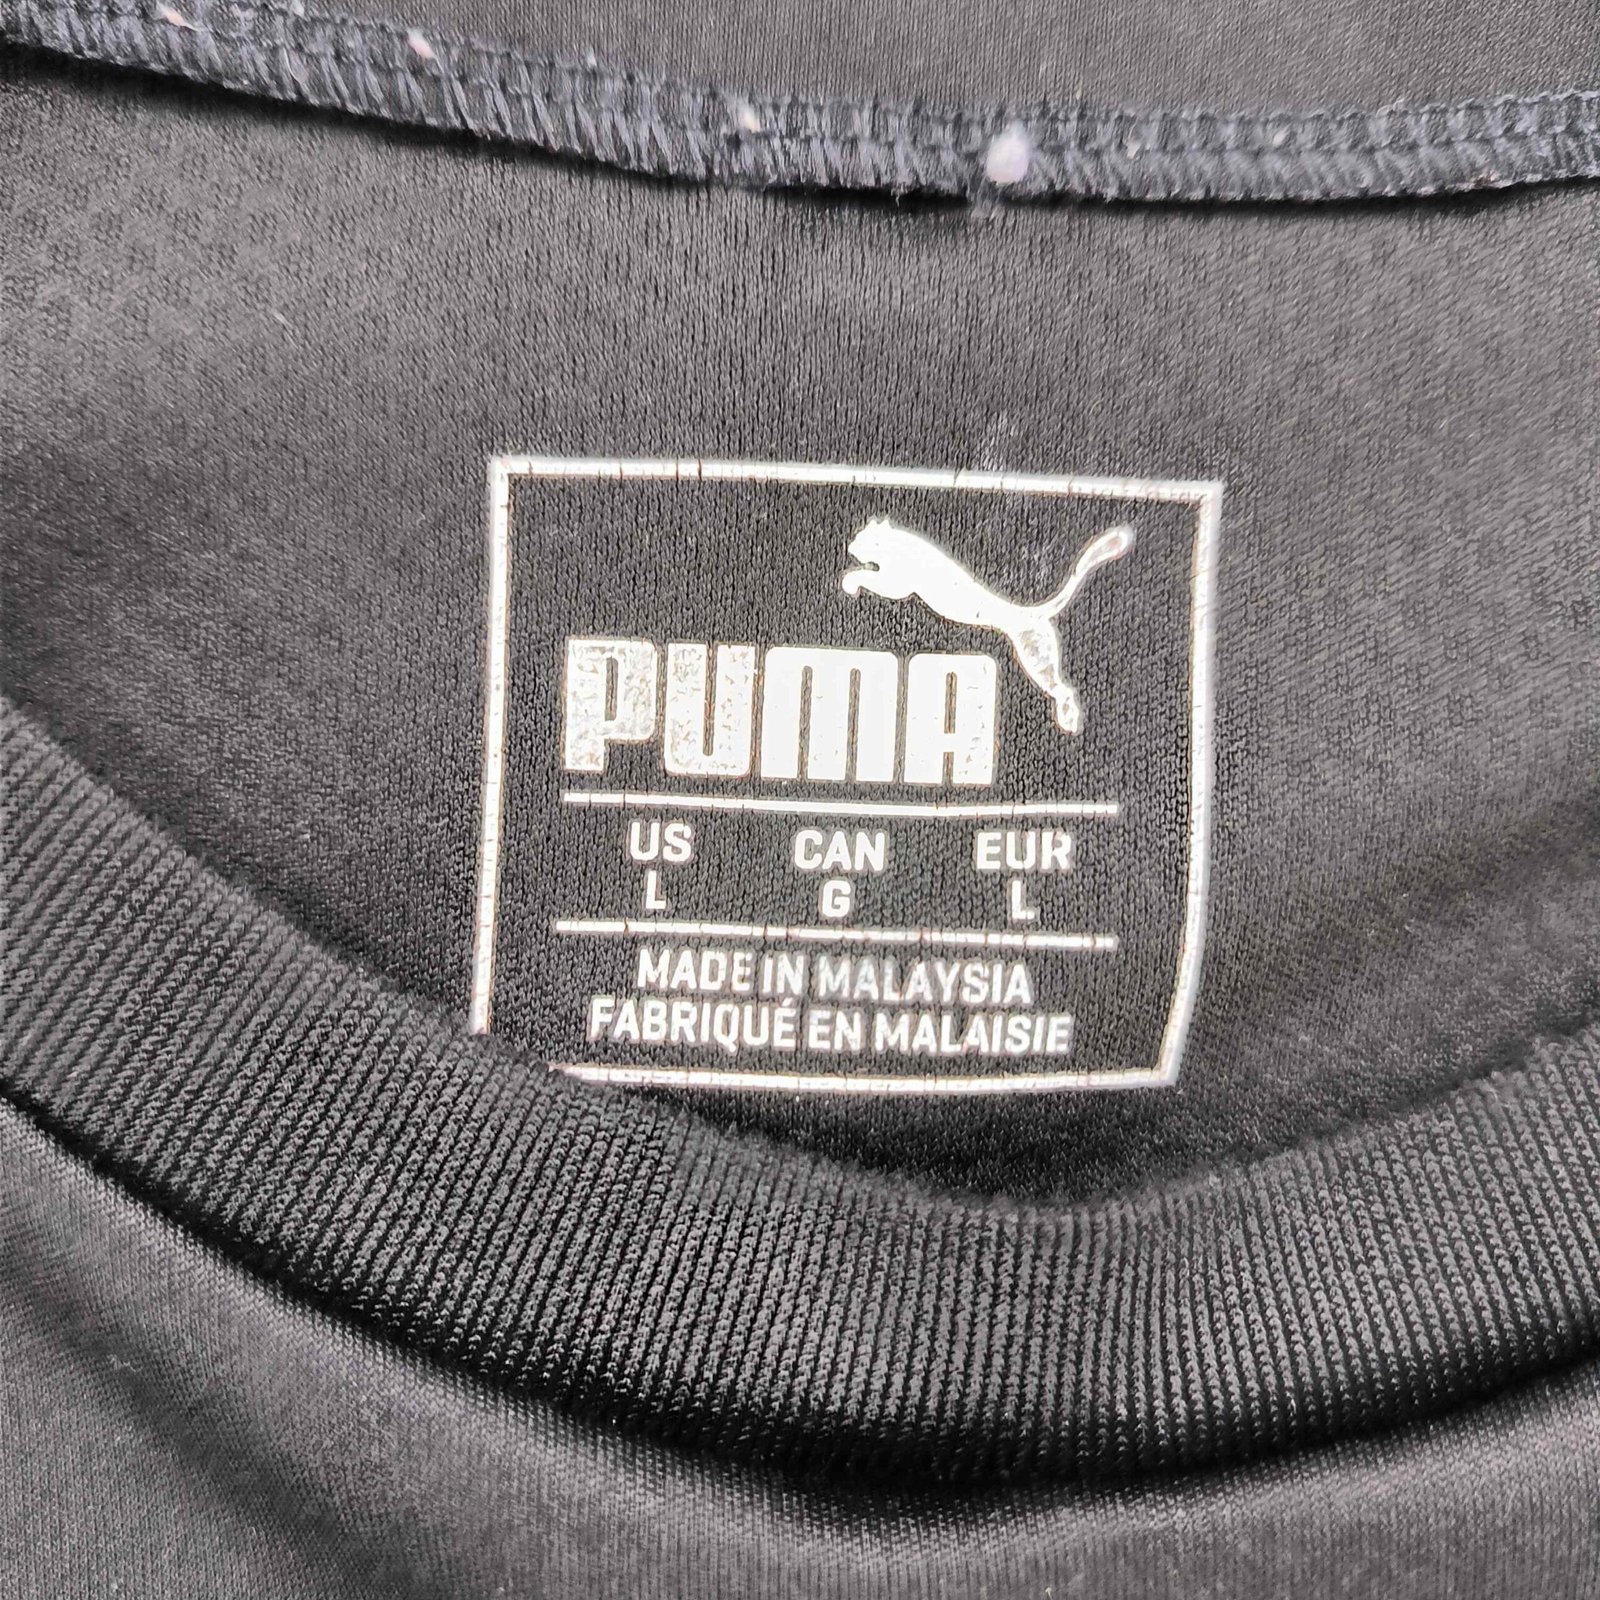 PUMA
US CAN EUR
L G L
MADE IN MALAYSIA
FABRIQUÉ EN MALAISIE